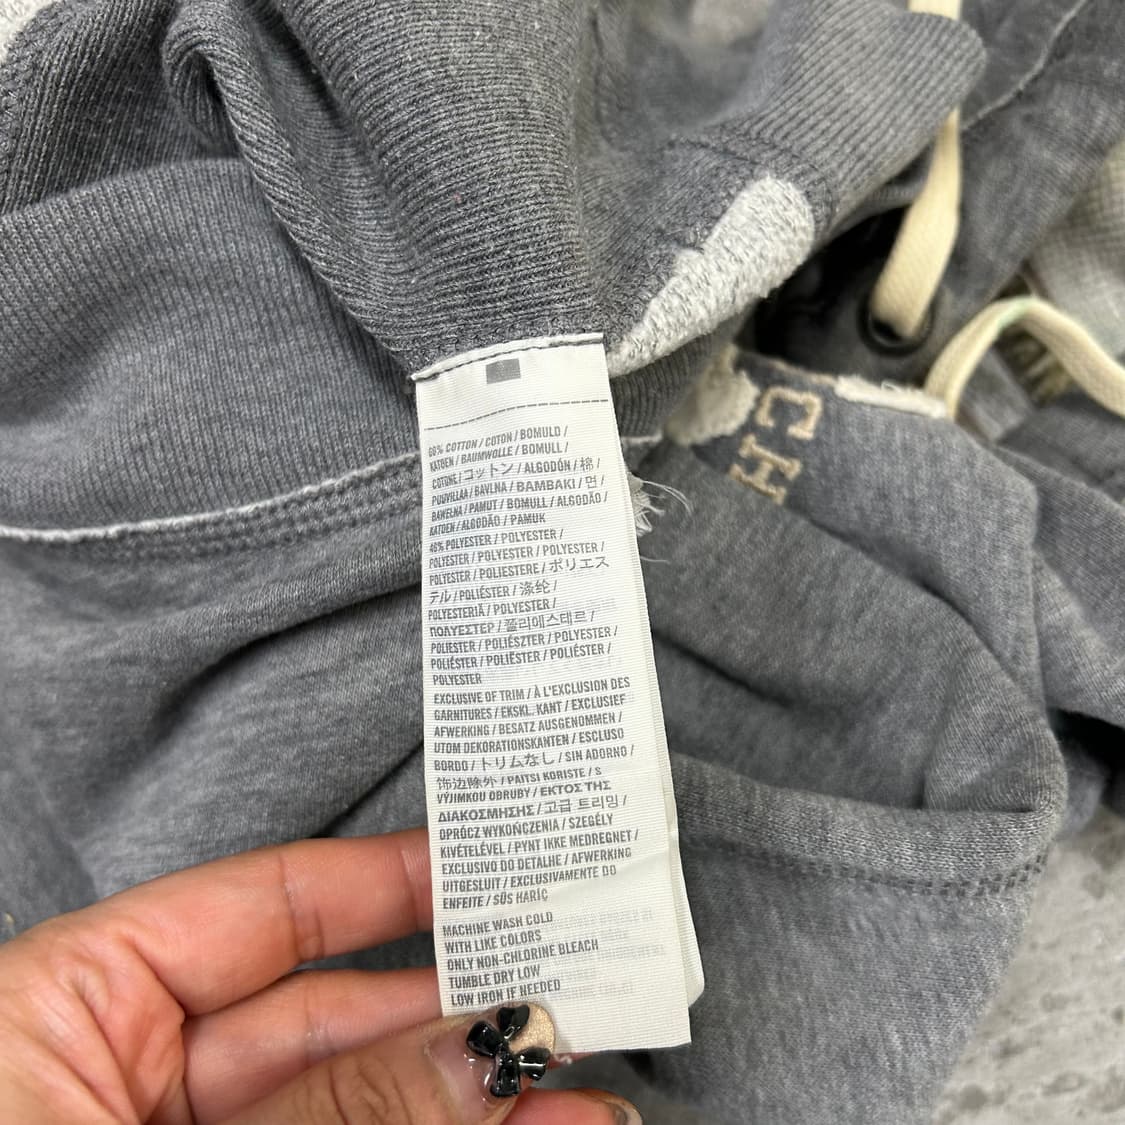 60% COTTON / COTON / BOMULD /
KATOEN / BAUMWOLLE / BOMULL /
COTONE / コットン / ALGODÓN / 棉 /
PUUVILLAA / BAVLNA / ΒΑΜΒΑΚΙ / 면 /
BAWEŁNA / PAMUT / BOMULL / ALGODÃO /
KATOEN / ALGODÃO / PAMUK
40% POLYESTER / POLYESTER /
POLYESTER / POLYESTER / POLYESTER /
POLYESTER / POLIESTERE / ポリエス
テル / POLIÉSTER / 涤纶 /
POLYESTERIÄ / POLYESTER /
ΠΟΛΥΕΣΤΕΡ / 폴리에스테르 /
POLIESTER / POLIÉSZTER / POLYESTER /
POLIÉSTER / POLIËSTER / POLIÉSTER /
POLYESTER
EXCLUSIVE OF TRIM / À L'EXCLUSION DES
GARNITURES / EKSKL. KANT / EXCLUSIEF
AFWERKING / BESATZ AUSGENOMMEN /
UTOM DEKORATIONSKANTEN / ESCLUSO
BORDO / トリムなし / SIN ADORNO /
饰边除外 / PAITSI KORISTE / S
VÝJIMKOU OBRUBY / ΕΚΤΟΣ ΤΗΣ
ΔΙΑΚΟΣΜΗΣΗΣ / 고급 트리밍 /
OPRÓCZ WYKOŃCZENIA / SZEGÉLY
KIVÉTELÉVEL / PYNT IKKE MEDREGNET /
EXCLUSIVO DO DETALHE / AFWERKING
UITGESLUIT / EXCLUSIVAMENTE DO
ENFEITE / SÜS HARİÇ
MACHINE WASH COLD
WITH LIKE COLORS
ONLY NON-CHLORINE BLEACH
TUMBLE DRY LOW
LOW IRON IF NEEDED
CH